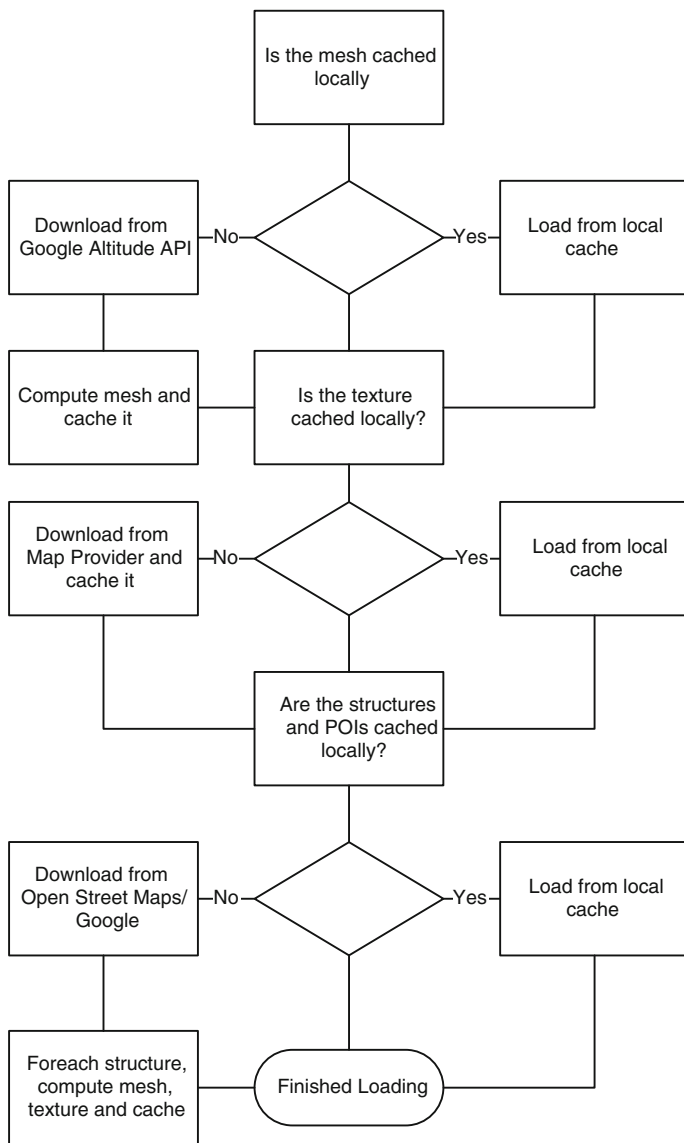 Is the mesh cached
locally
Download from
Google Altitude API
No
Yes
Load from local
cache
Compute mesh and
cache it
Is the texture
cached locally?
Download from
Map Provider and
cache it
No
Yes
Load from local
cache
Are the structures
and POIs cached
locally?
Download from
Open Street Maps/
Google
No
Yes
Load from local
cache
Foreach structure,
compute mesh,
texture and cache
Finished Loading